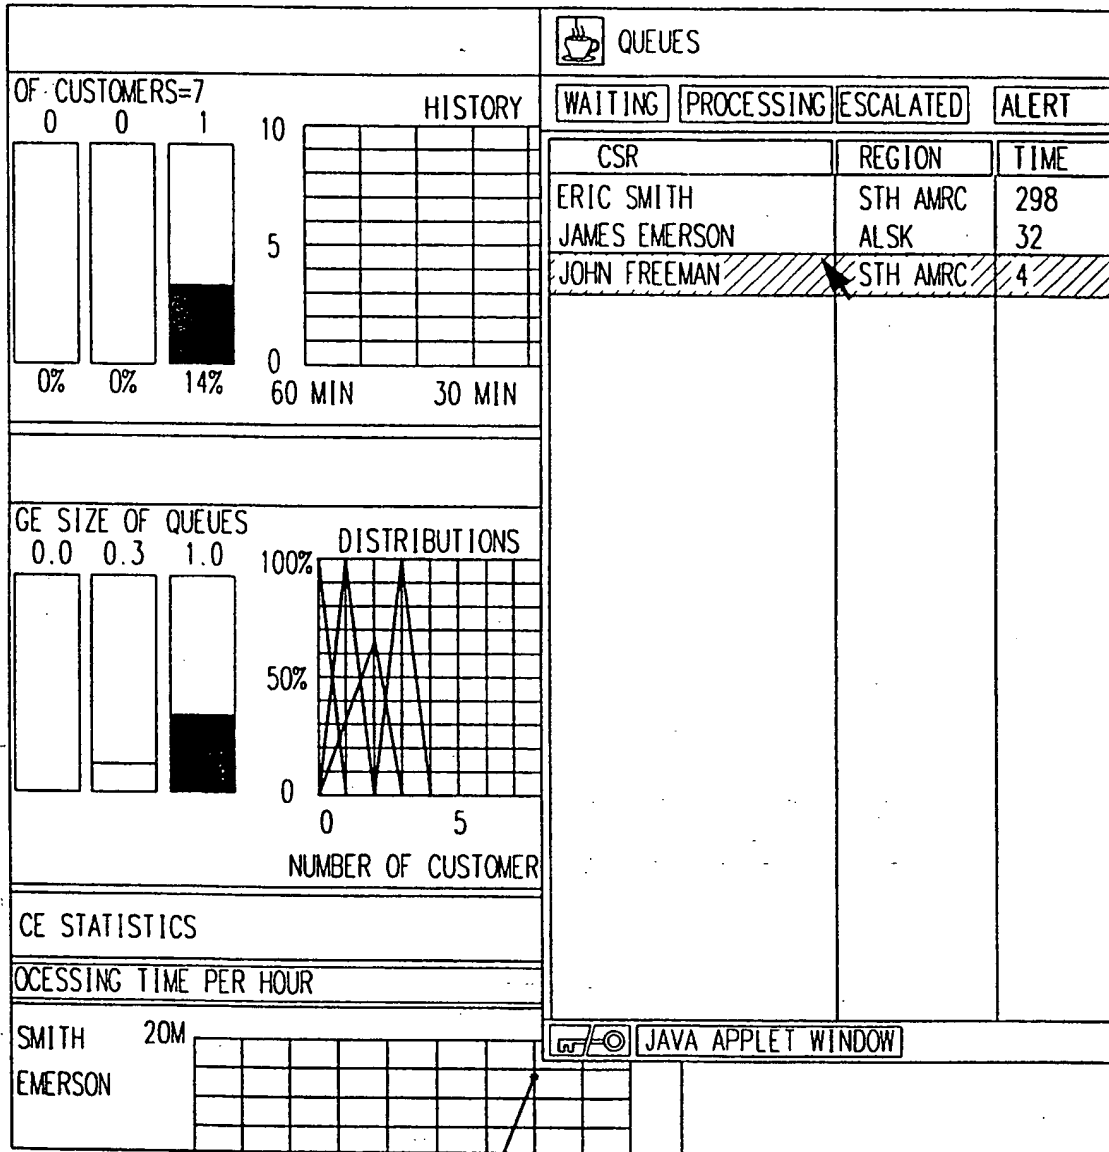 OF CUSTOMERS=7
0 0 1
0% 0% 14%
HISTORY
10
5
0
60 MIN 30 MIN
GE SIZE OF QUEUES
0.0 0.3 1.0
DISTRIBUTIONS
100%
50%
0
0 5
NUMBER OF CUSTOMER
CE STATISTICS
OCESSING TIME PER HOUR
SMITH 20M
EMERSON
QUEUES
WAITING PROCESSING ESCALATED ALERT
CSR REGION TIME
ERIC SMITH STH AMRC 298
JAMES EMERSON ALSK 32
JOHN FREEMAN STH AMRC 4
JAVA APPLET WINDOW